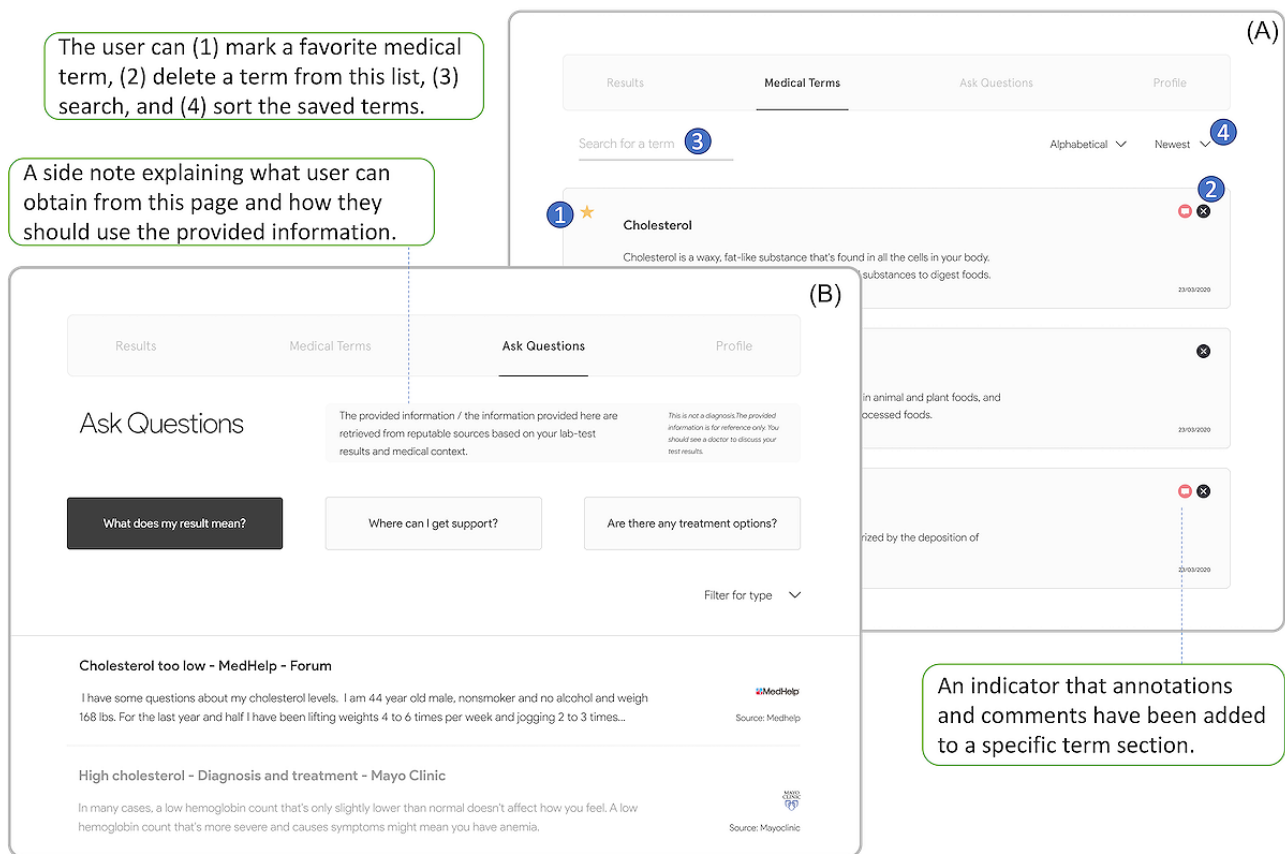 The user can (1) mark a favorite medical
term, (2) delete a term from this list, (3)
search, and (4) sort the saved terms.
A side note explaining what user can
obtain from this page and how they
should use the provided information.
(A)
Results Medical Terms Ask Questions Profile
Search for a term 3 Alphabetical Newest 4
2
1 Cholesterol
Cholesterol is a waxy, fat-like substance that's found in all the cells in your body.
substances to digest foods.
23/03/2020
in animal and plant foods, and
ocessed foods.
23/03/2020
rized by the deposition of
23/03/2020
An indicator that annotations
and comments have been added
to a specific term section.
(B)
Results Medical Terms Ask Questions Profile
Ask Questions
The provided information / the information provided here are
retrieved from reputable sources based on your lab-test
results and medical context.
This is not a diagnosis.The provided
information is for reference only. You
should see a doctor to discuss your
test results.
What does my result mean? Where can I get support? Are there any treatment options?
Filter for type
Cholesterol too low - MedHelp - Forum
I have some questions about my cholesterol levels. I am 44 year old male, nonsmoker and no alcohol and weigh
168 lbs. For the last year and half I have been lifting weights 4 to 6 times per week and jogging 2 to 3 times...
MedHelp
Source: Medhelp
High cholesterol - Diagnosis and treatment - Mayo Clinic
In many cases, a low hemoglobin count that's only slightly lower than normal doesn't affect how you feel. A low
hemoglobin count that's more severe and causes symptoms might mean you have anemia.
MAYO
CLINIC
Source: Mayoclinic